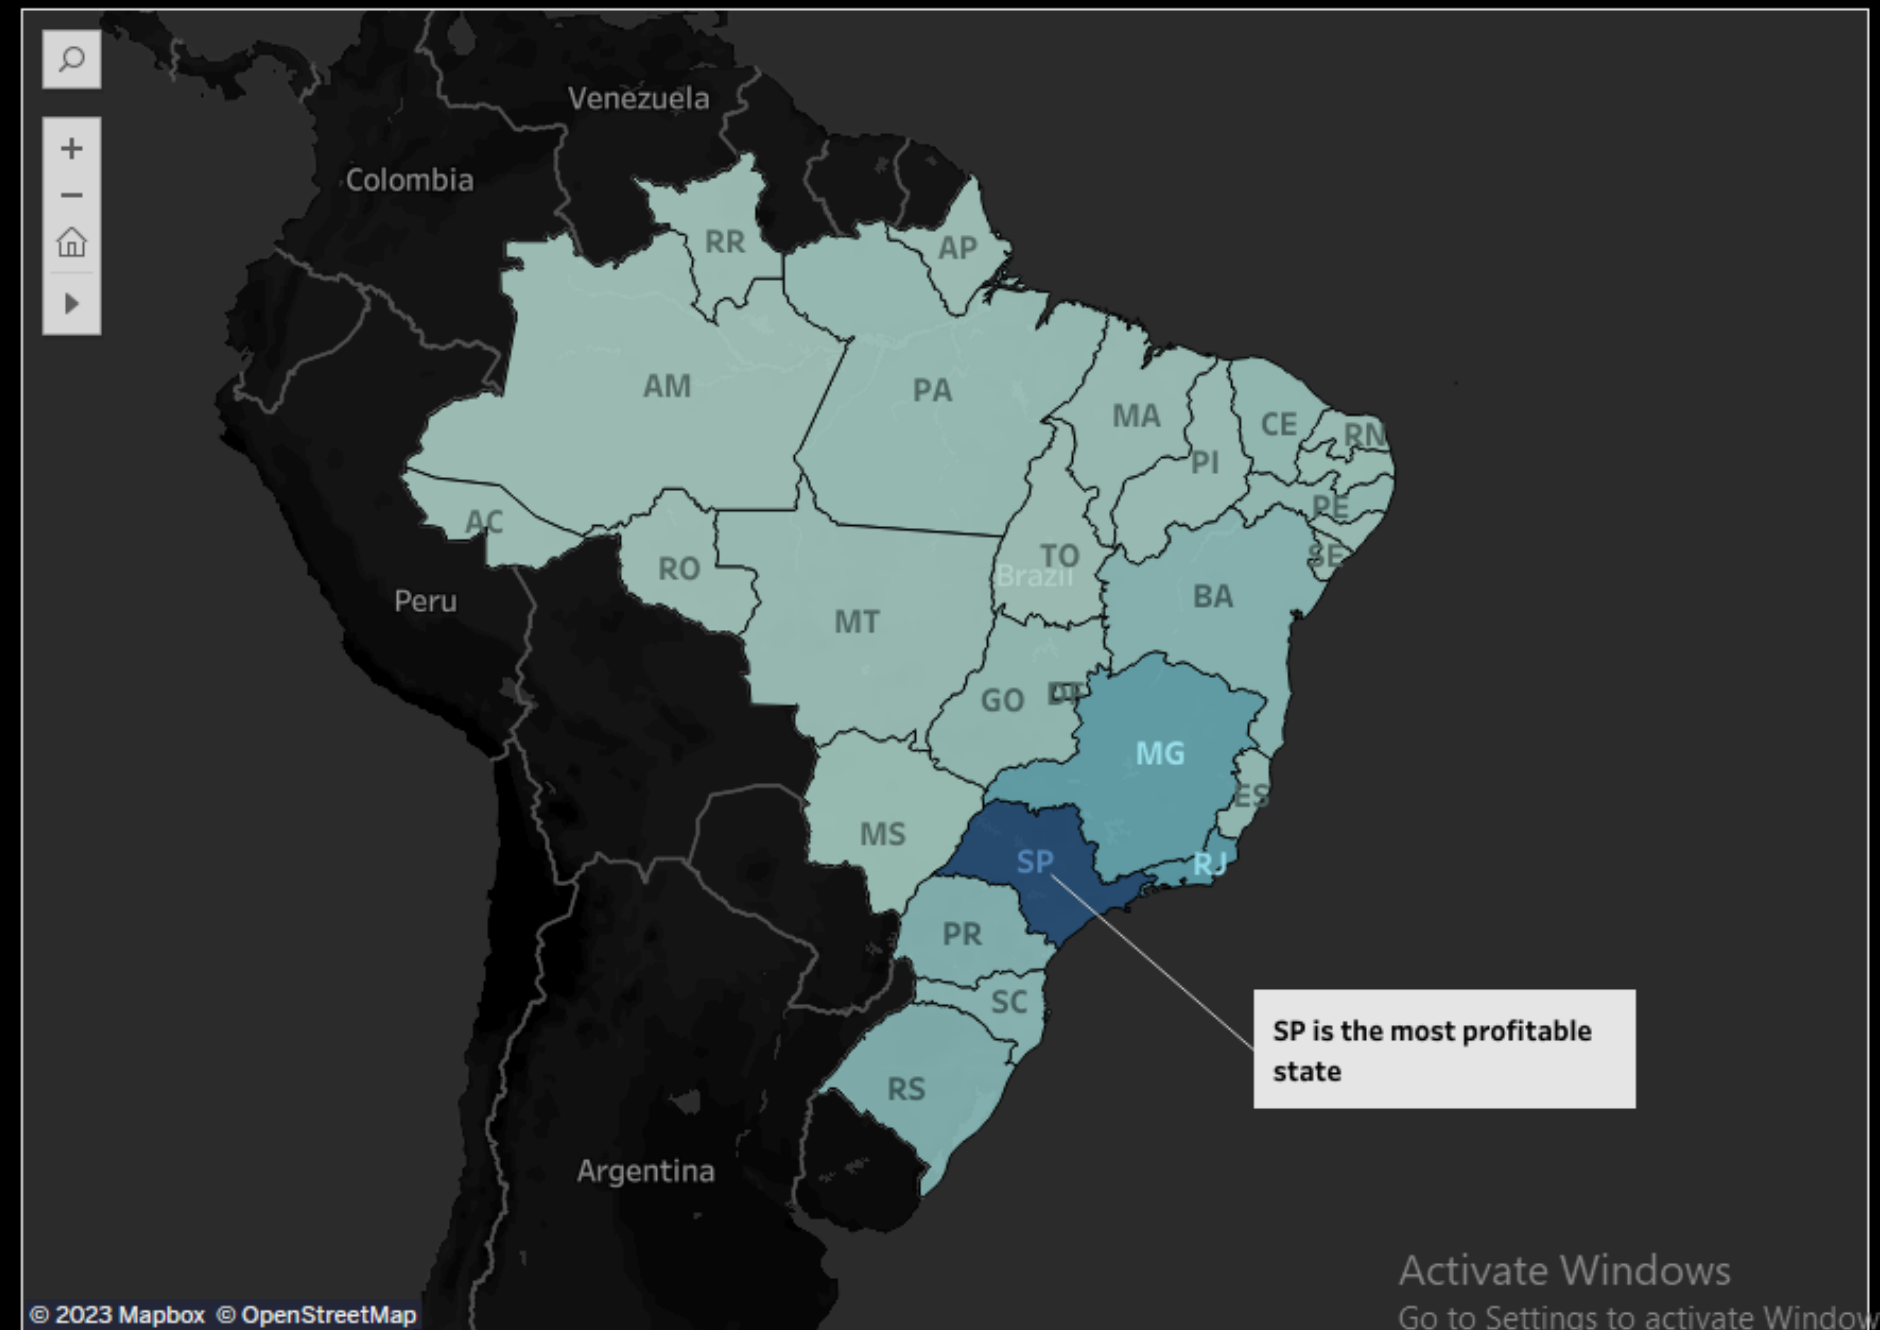 Venezuela
Colombia
RR
AP
AM
PA
MA
CE
RN
PI
PE
AC
SE
TO
RO
Brazil
BA
Peru
MT
GO
DF
MG
ES
MS
SP
RJ
PR
SC
SP is the most profitable
state
RS
Argentina
Activate Windows
Go to Settings to activate Window
© 2023 Mapbox © OpenStreetMap